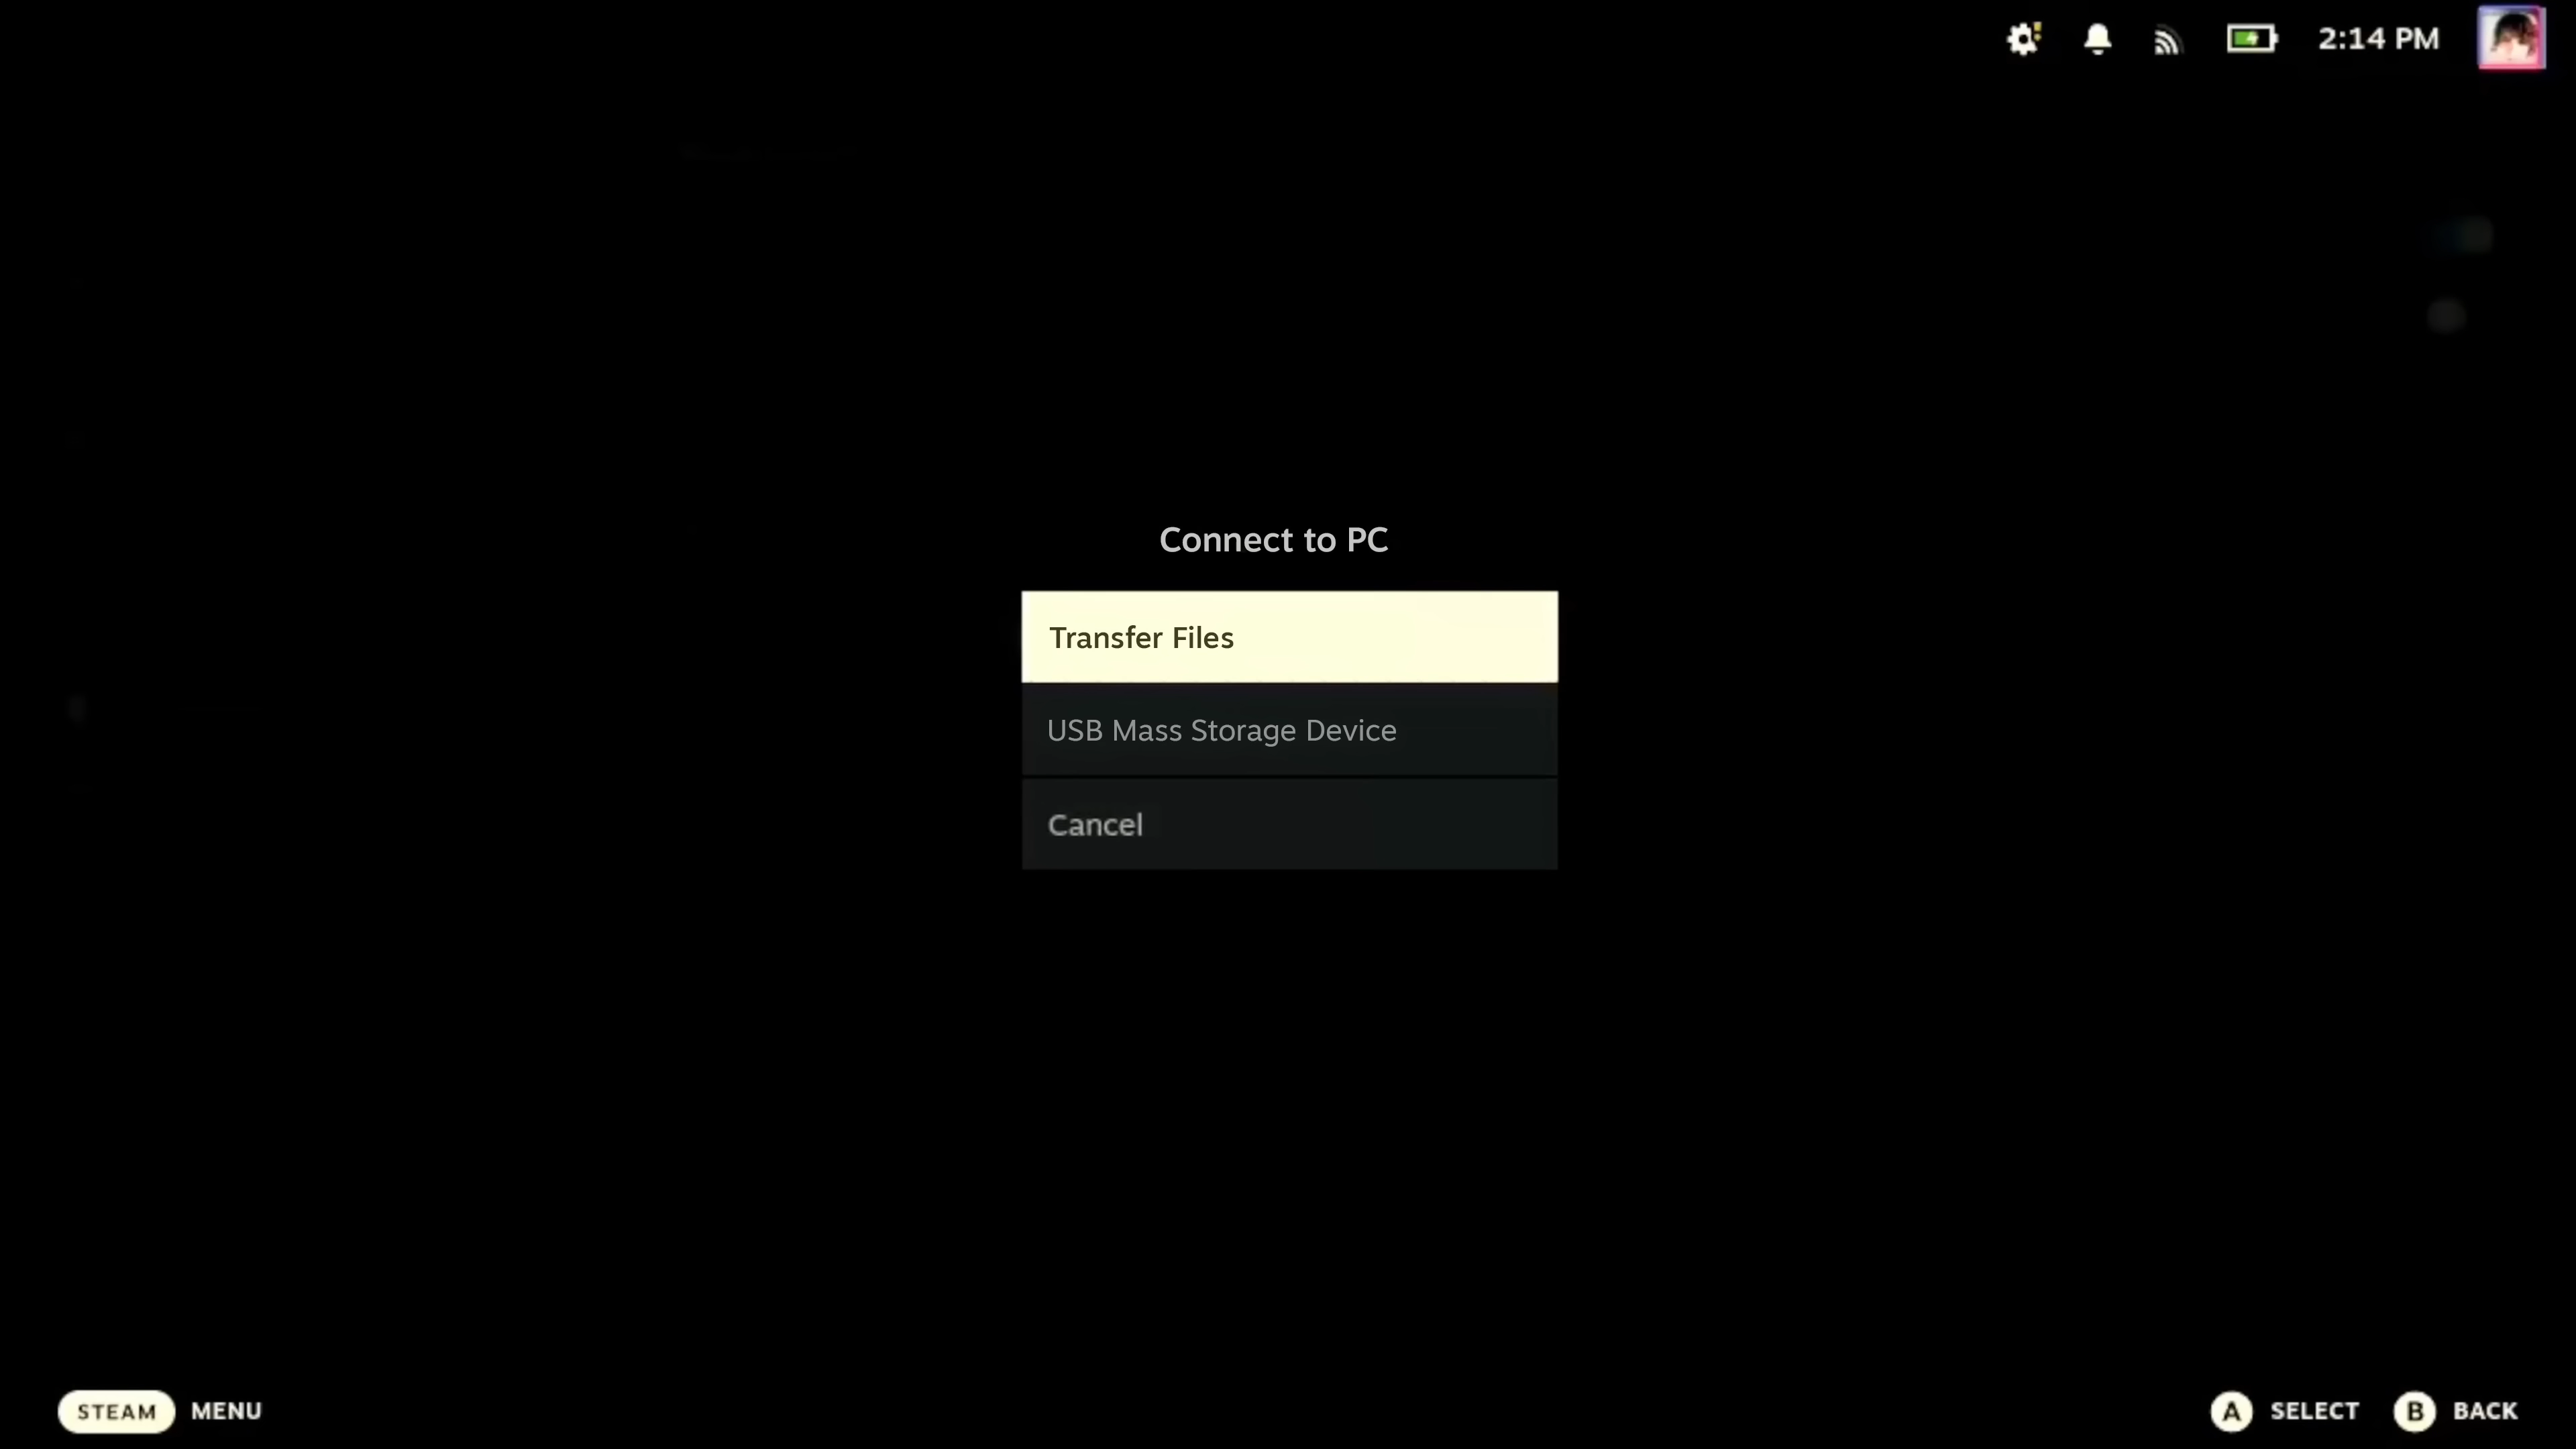 2:14 PM
Connect to PC
Transfer Files
USB Mass Storage Device
Cancel
STEAM MENU
A SELECT B BACK